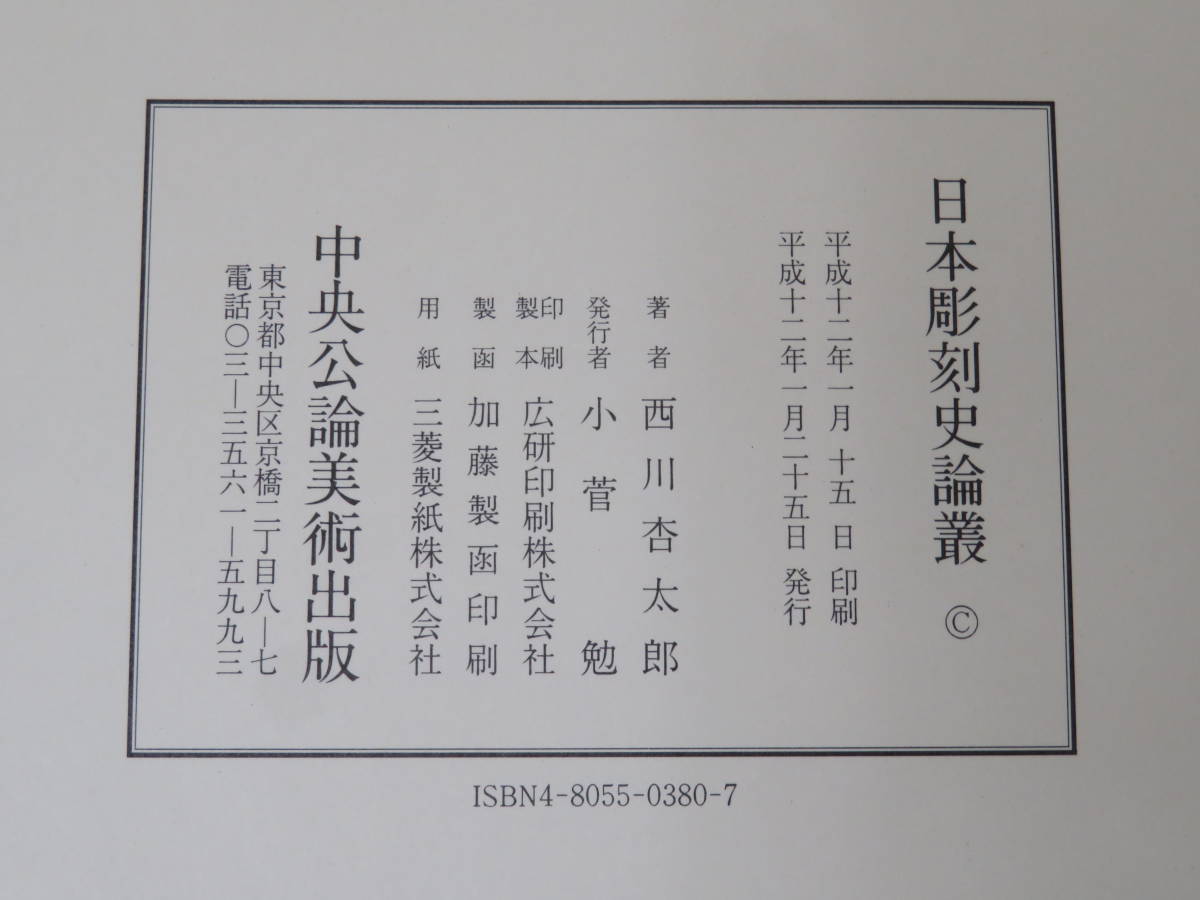 日本彫刻史論叢 ©
平成十二年一月十五日 印刷
平成十二年一月二十五日 発行
著者 西川杏太郎
発行者 小菅勉
印刷製本 広研印刷株式会社
製函 加藤製函印刷
用紙 三菱製紙株式会社
中央公論美術出版
東京都中央区京橋二丁目八―七
電話〇三―三五六一―五九九三
ISBN4-8055-0380-7